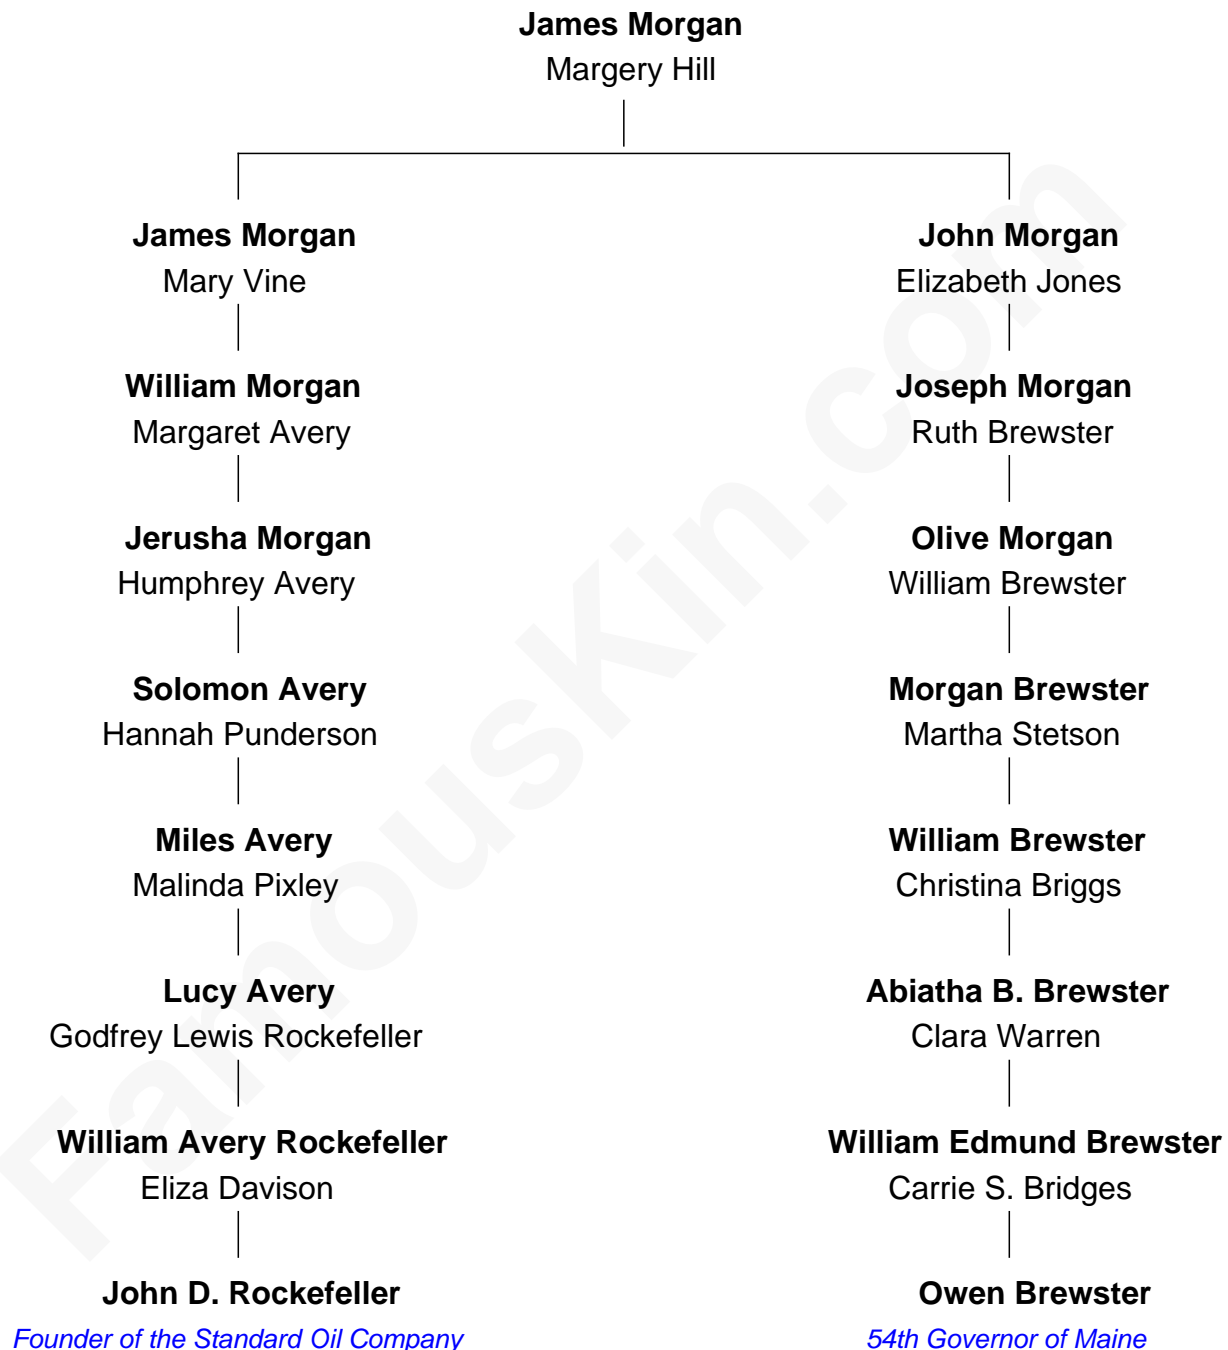 James Morgan
Margery Hill
James Morgan
Mary Vine
William Morgan
Margaret Avery
Jerusha Morgan
Humphrey Avery
Solomon Avery
Hannah Punderson
Miles Avery
Malinda Pixley
Lucy Avery
Godfrey Lewis Rockefeller
William Avery Rockefeller
Eliza Davison
John D. Rockefeller
Founder of the Standard Oil Company
John Morgan
Elizabeth Jones
Joseph Morgan
Ruth Brewster
Olive Morgan
William Brewster
Morgan Brewster
Martha Stetson
William Brewster
Christina Briggs
Abiatha B. Brewster
Clara Warren
William Edmund Brewster
Carrie S. Bridges
Owen Brewster
54th Governor of Maine
FamousKin.com